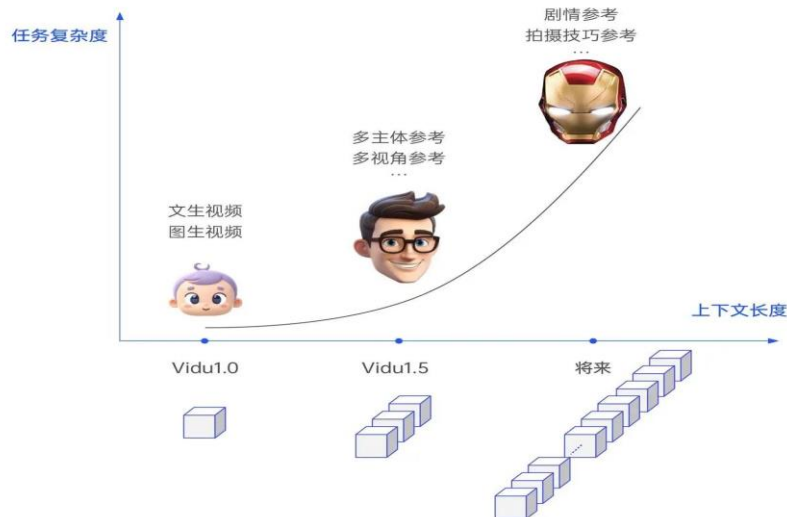 剧情参考
拍摄技巧参考
...
任务复杂度
多主体参考
多视角参考
...
文生视频
图生视频
上下文长度
Vidu1.0
Vidu1.5
将来